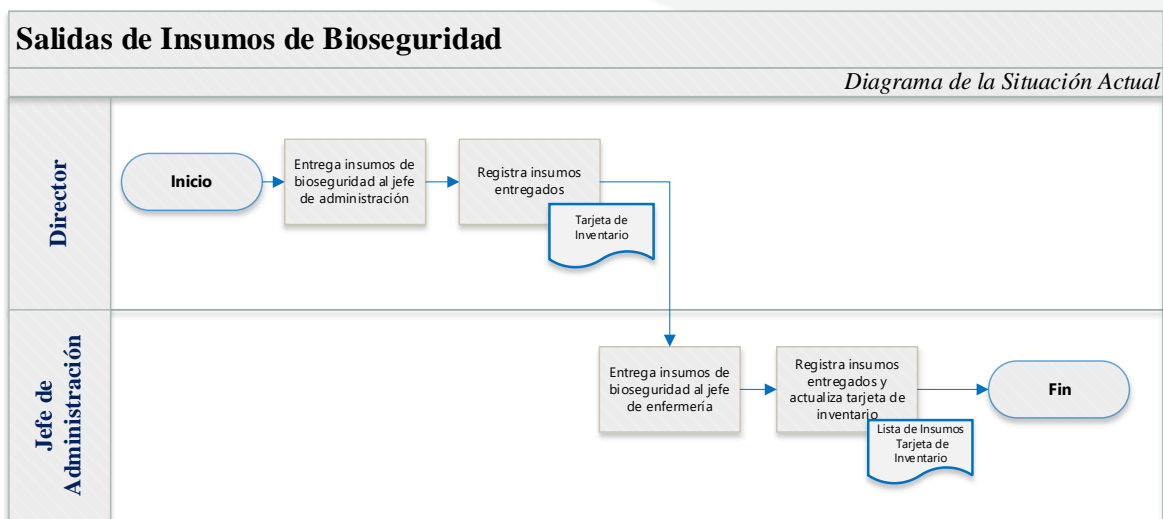 Salidas de Insumos de Bioseguridad
Diagrama de la Situación Actual
Director
Inicio
Entrega insumos de
bioseguridad al jefe
de administración
Registra insumos
entregados
Tarjeta de
Inventario
Jefe de
Administración
Entrega insumos de
bioseguridad al jefe
de enfermería
Registra insumos
entregados y
actualiza tarjeta de
inventario
Lista de Insumos
Tarjeta de
Inventario
Fin